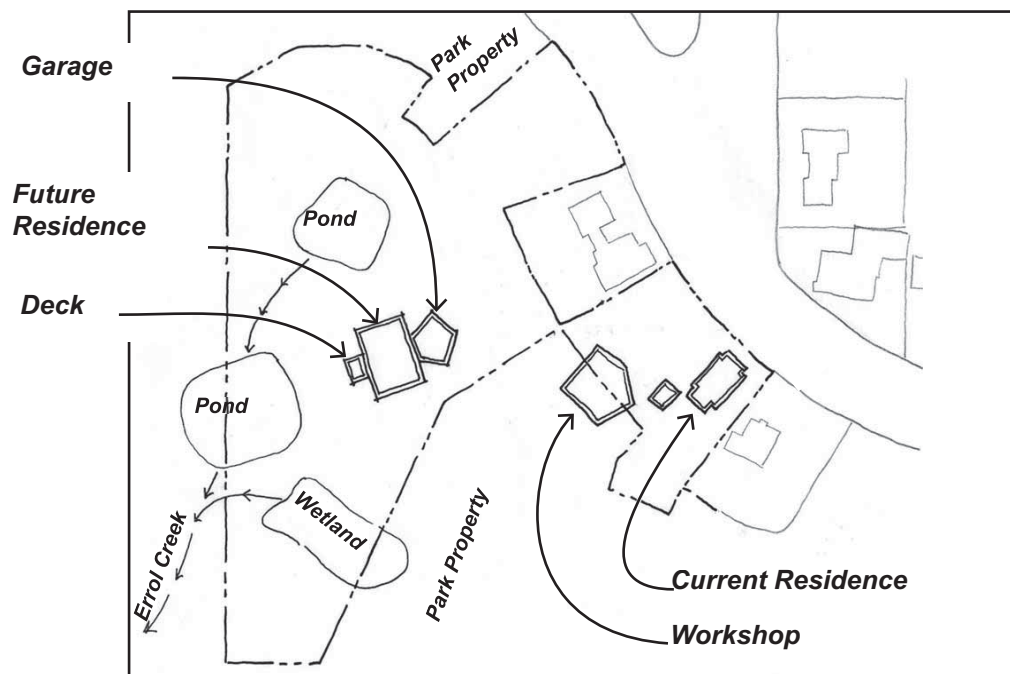 Garage
Park
Property
Future
Residence
Pond
Deck
Pond
Wetland
Errol Creek
Park Property
Current Residence
Workshop